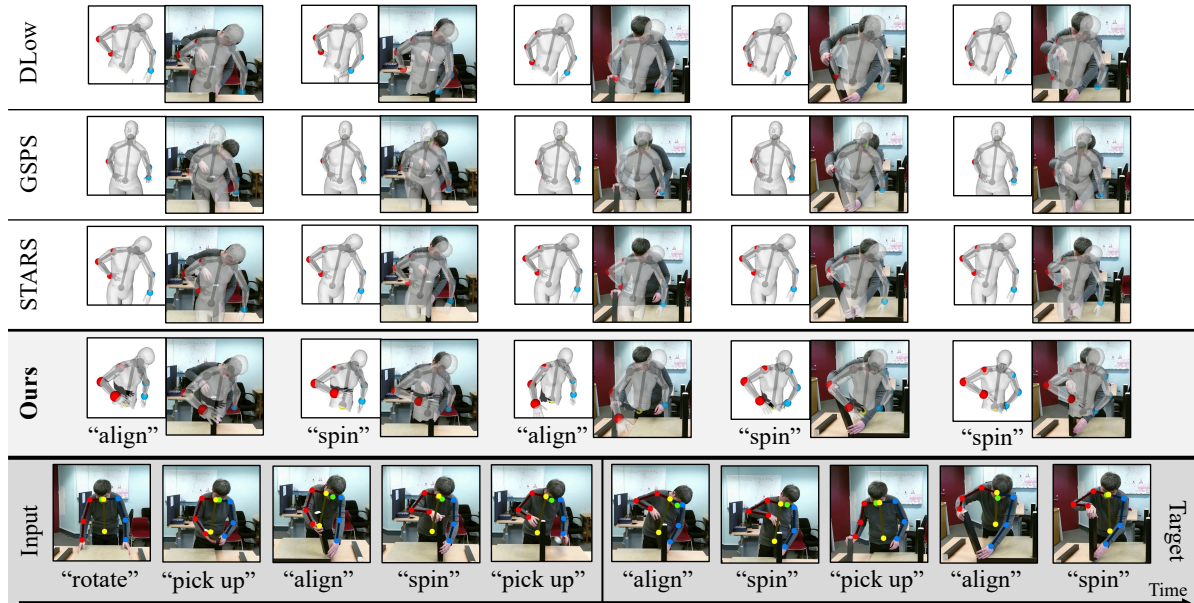 DLow
GSPS
STARS
Ours
“align” “spin” “align” “spin” “spin”
Input
Target
“rotate” “pick up” “align” “spin” “pick up” “align” “spin” “pick up” “align” “spin”
Time